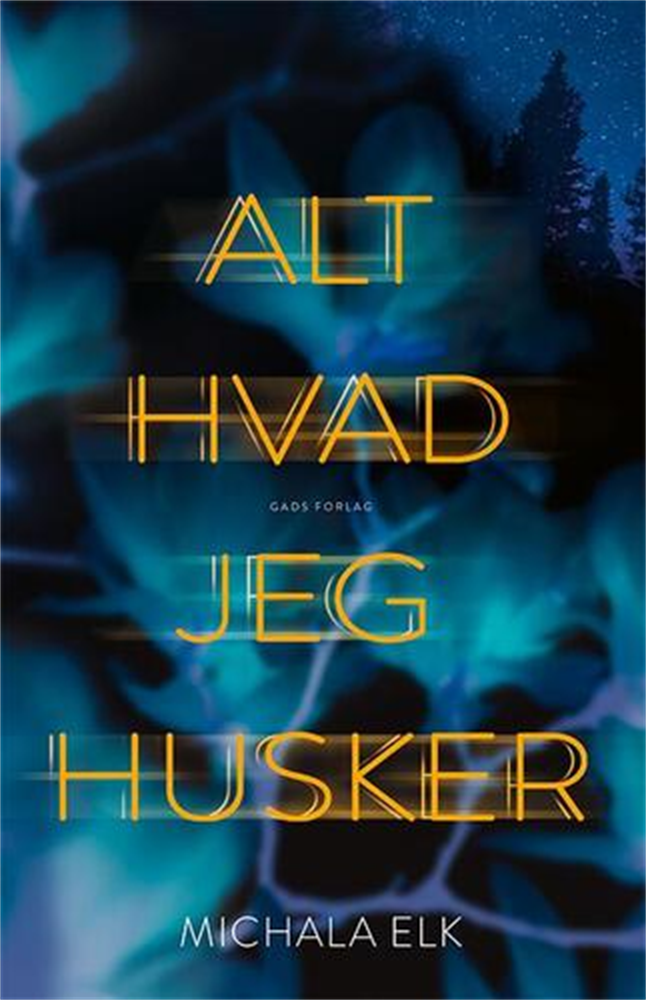 ALT
HVAD
GADS FORLAG
JEG
HUSKER
MICHALA ELK